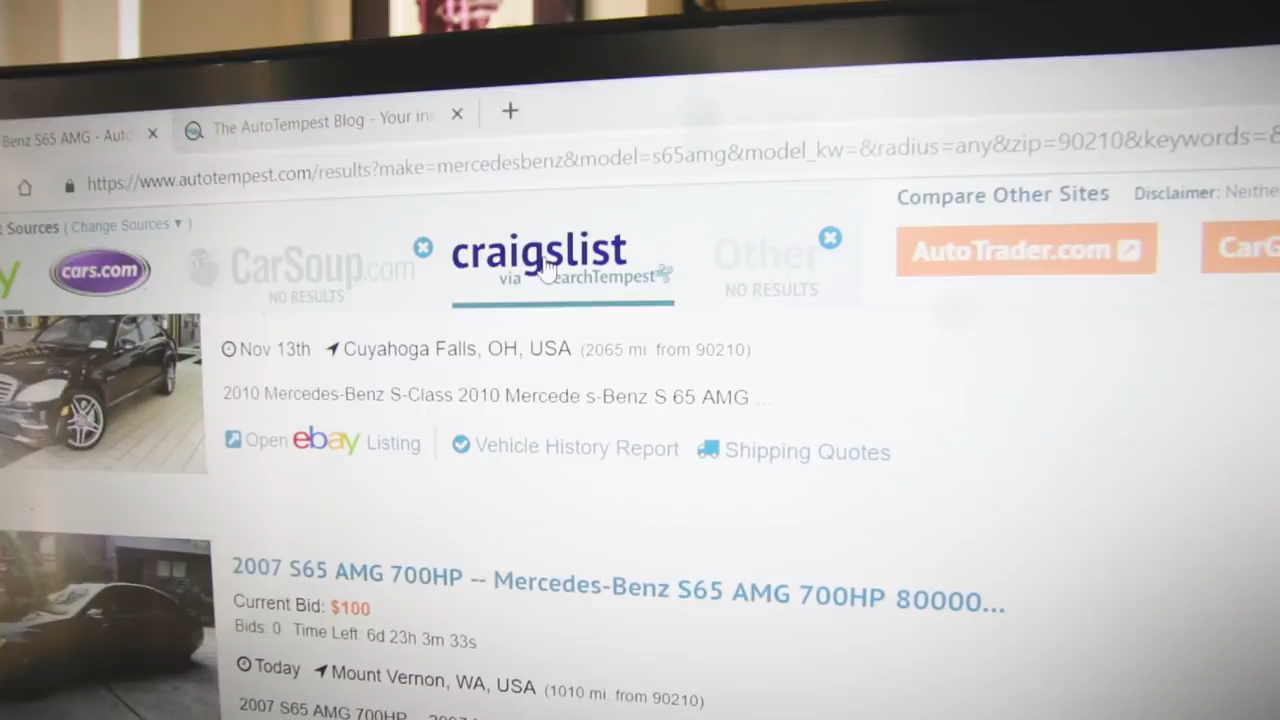 Benz S65 AMG - Auto
The AutoTempest Blog - Your in
https://www.autotempest.com/results?make=mercedesbenz&model=s65amg&model_kw=&radius=any&zip=90210&keywords=&
Sources ( Change Sources ▼ )
Compare Other Sites Disclaimer: Neithe
y
cars.com
CarSoup.com
NO RESULTS
craigslist
via SearchTempest
Other
NO RESULTS
AutoTrader.com
CarG
Nov 13th Cuyahoga Falls, OH, USA (2065 mi. from 90210)
2010 Mercedes-Benz S-Class 2010 Mercede s-Benz S 65 AMG ...
Open ebay Listing Vehicle History Report Shipping Quotes
2007 S65 AMG 700HP -- Mercedes-Benz S65 AMG 700HP 80000...
Current Bid: $100
Bids: 0 Time Left: 6d 23h 3m 33s
Today Mount Vernon, WA, USA (1010 mi. from 90210)
2007 S65 AMG 700HP